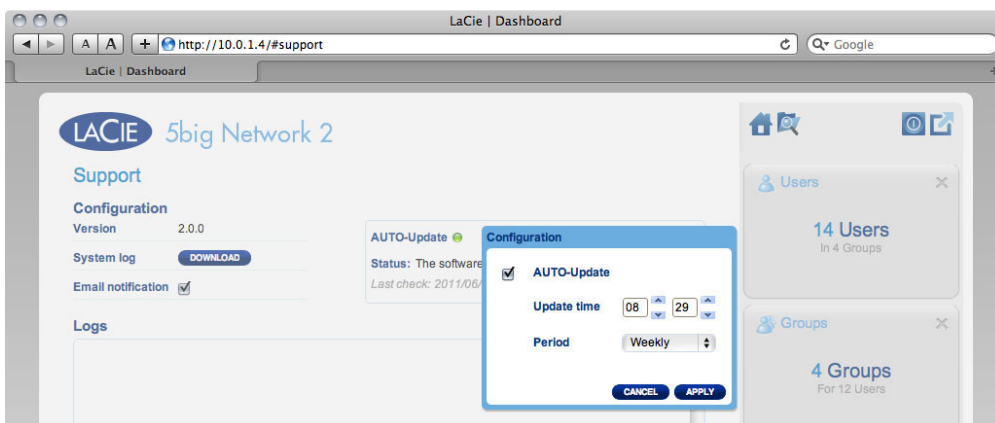 LaCie | Dashboard
A A + http://10.0.1.4/#support Google
LaCie | Dashboard
LACIE 5big Network 2
Support
Configuration
Version 2.0.0
System log DOWNLOAD
Email notification
Logs
AUTO-Update
Status: The software
Last check: 2011/06/
Configuration
AUTO-Update
Update time 08 29
Period Weekly
CANCEL APPLY
Users
14 Users
In 4 Groups
Groups
4 Groups
For 12 Users